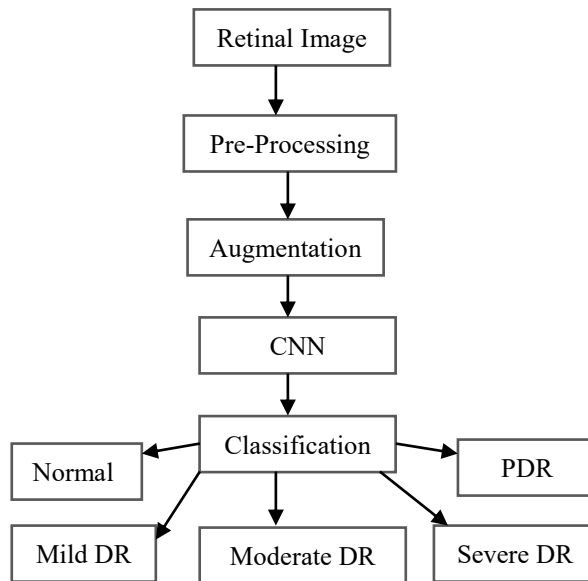 Retinal Image
Pre-Processing
Augmentation
CNN
Classification
Normal
PDR
Mild DR
Moderate DR
Severe DR